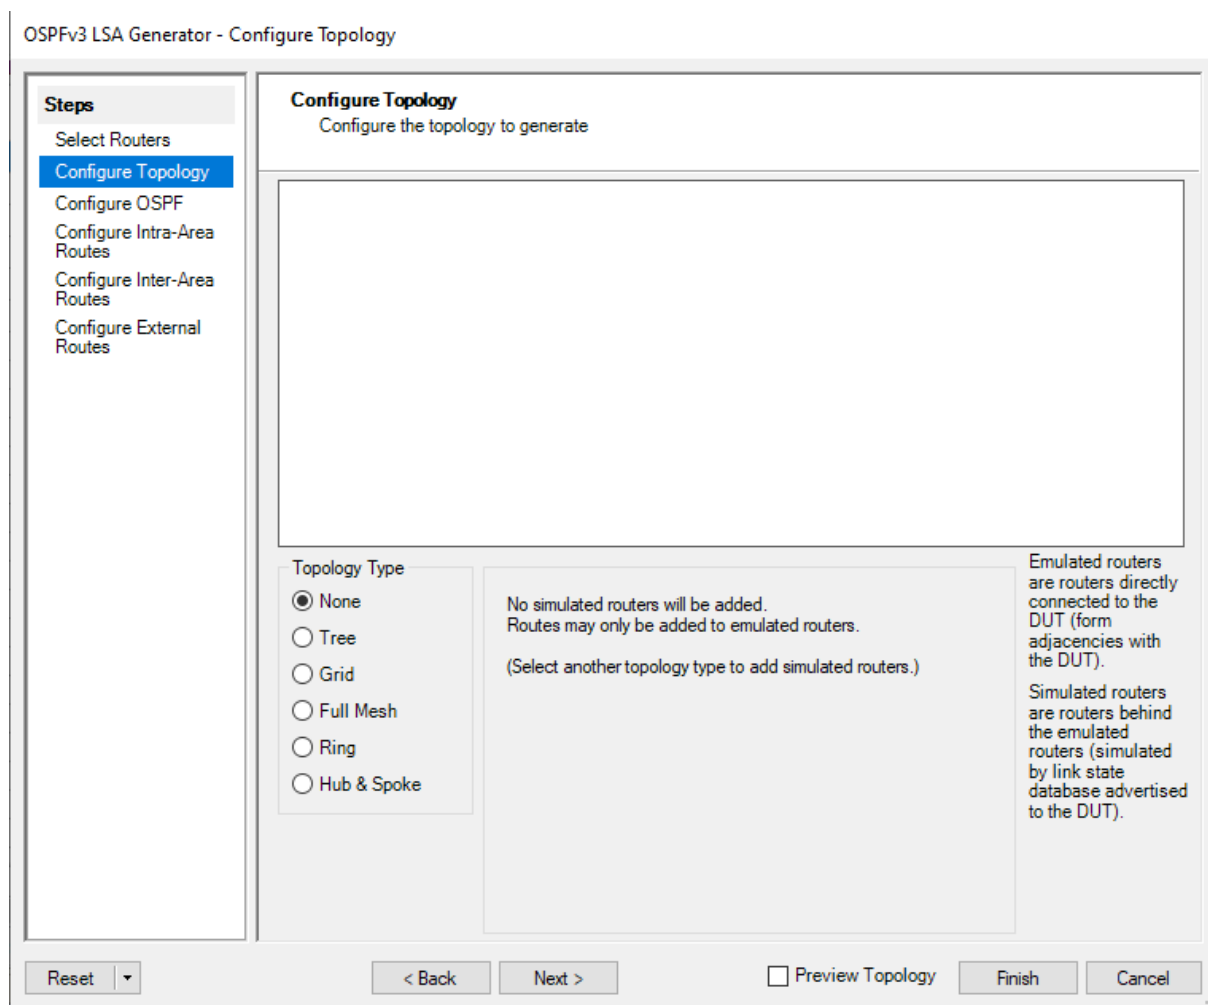 OSPFv3 LSA Generator - Configure Topology
Steps
Select Routers
Configure Topology
Configure OSPF
Configure Intra-Area
Routes
Configure Inter-Area
Routes
Configure External
Routes
Configure Topology
Configure the topology to generate
Topology Type
None
Tree
Grid
Full Mesh
Ring
Hub & Spoke
No simulated routers will be added.
Routes may only be added to emulated routers.
(Select another topology type to add simulated routers.)
Emulated routers
are routers directly
connected to the
DUT (form
adjacencies with
the DUT).
Simulated routers
are routers behind
the emulated
routers (simulated
by link state
database advertised
to the DUT).
Reset
< Back
Next >
Preview Topology
Finish
Cancel